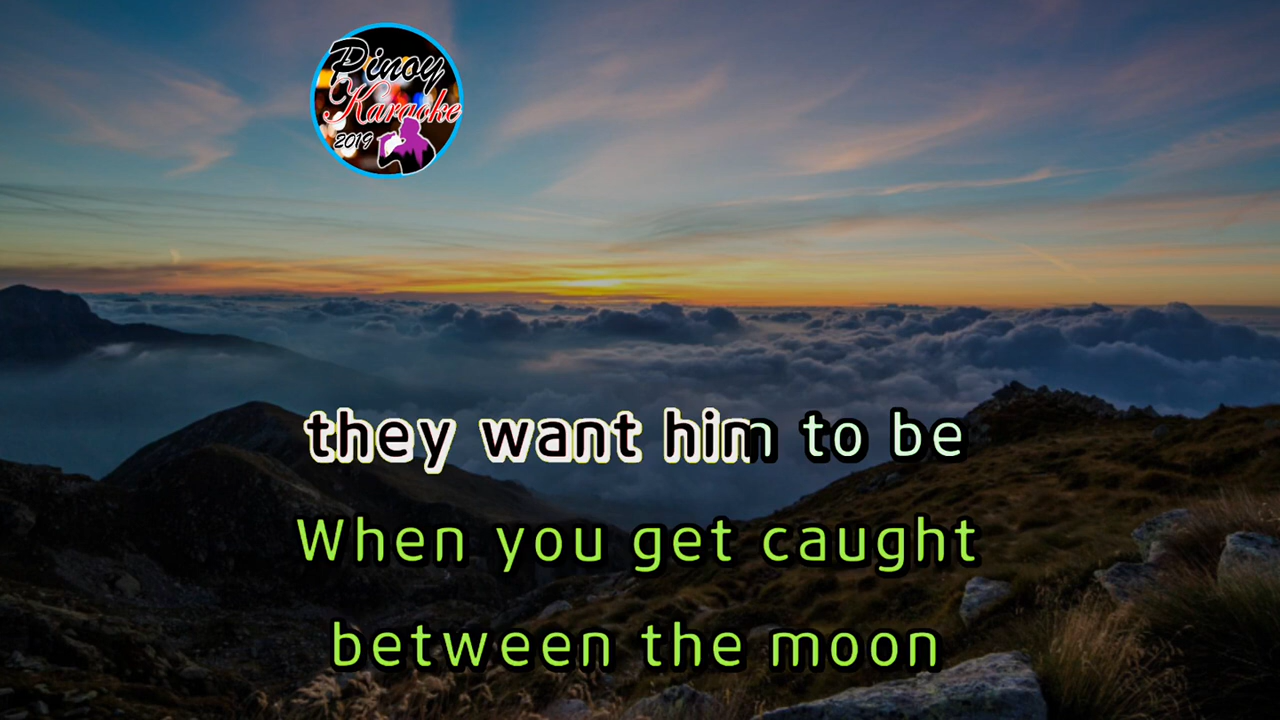 Pinoy
Karaoke
2019
they want him to be
When you get caught
between the moon